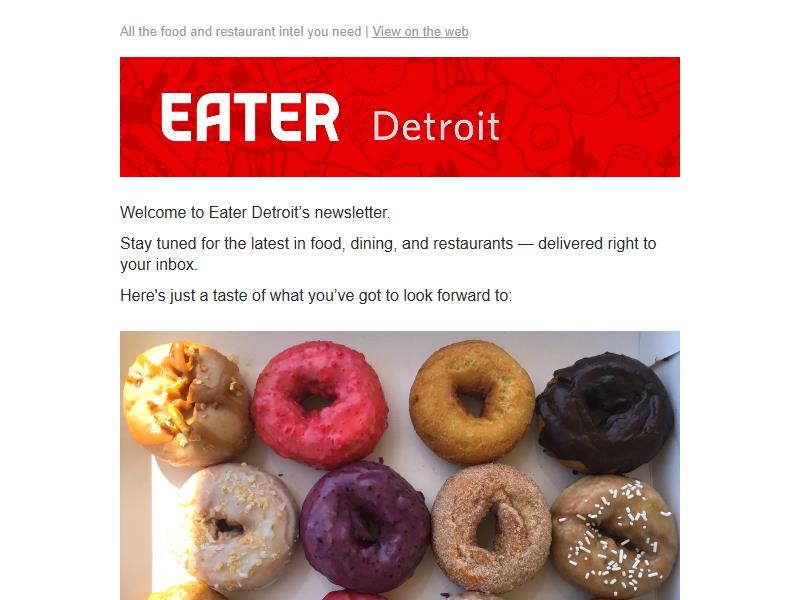 All the food and restaurant intel you need | View on the web
EATER Detroit
Welcome to Eater Detroit’s newsletter.
Stay tuned for the latest in food, dining, and restaurants — delivered right to
your inbox.
Here's just a taste of what you’ve got to look forward to: